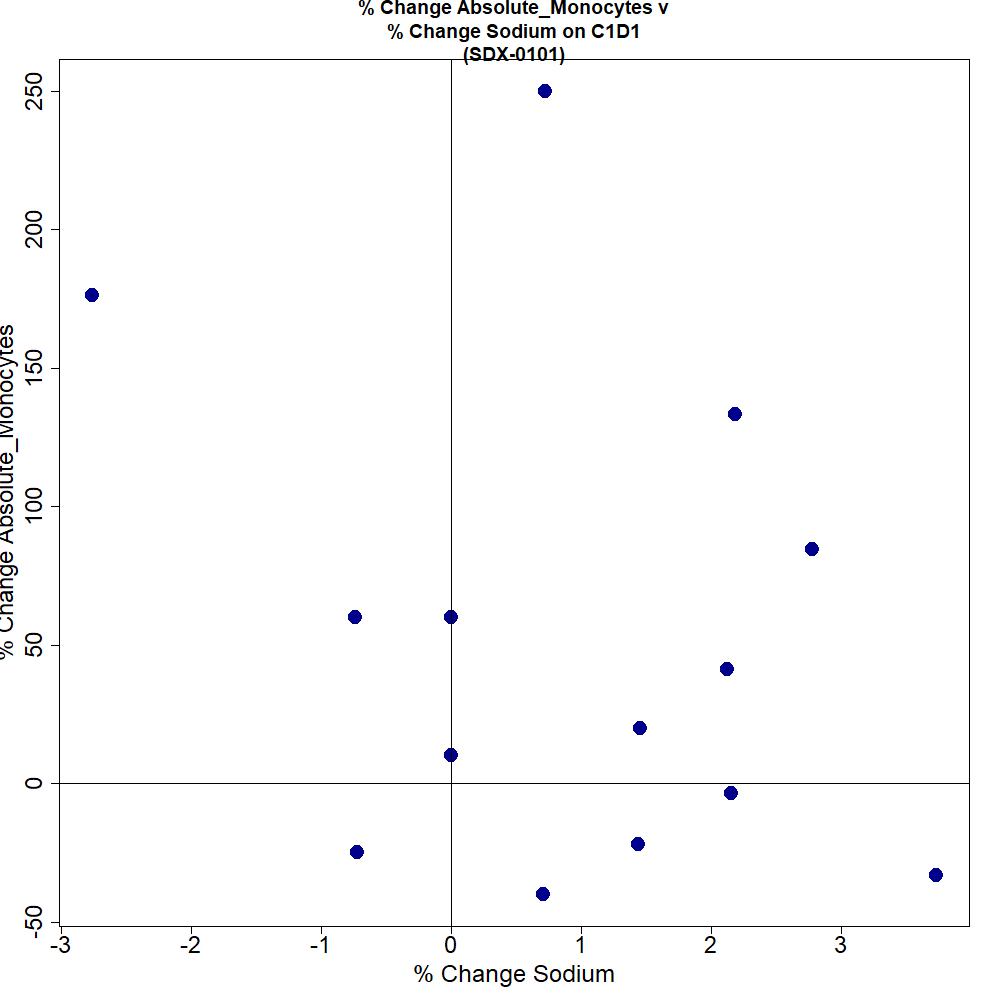 % Change Absolute_Monocytes v
% Change Sodium on C1D1
(SDX-0101)
250
200
150
100
50
0
-50
% Change Absolute_Monocytes
-3
-2
-1
0
1
2
3
% Change Sodium